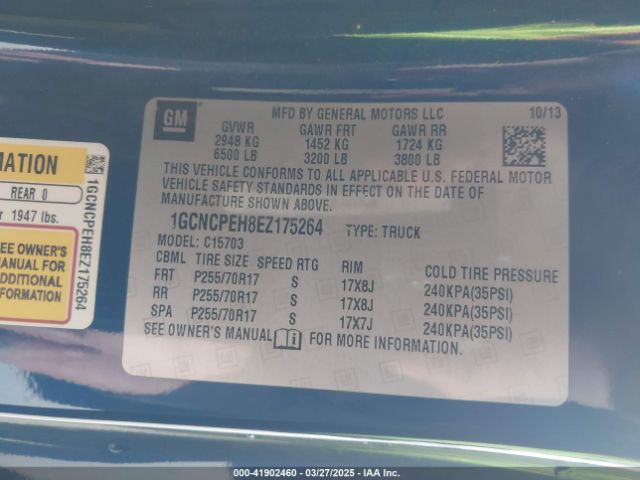 GM
MFD BY GENERAL MOTORS LLC 10/13
GVWR GAWR FRT GAWR RR
2948 KG 1452 KG 1724 KG
6500 LB 3200 LB 3800 LB
THIS VEHICLE CONFORMS TO ALL APPLICABLE U.S. FEDERAL MOTOR
VEHICLE SAFETY STANDARDS IN EFFECT ON THE DATE OF
MANUFACTURE SHOWN ABOVE.
1GCNCPEH8EZ175264 TYPE: TRUCK
MODEL: C15703
CBML TIRE SIZE SPEED RTG RIM COLD TIRE PRESSURE
FRT P255/70R17 S 17X8J 240KPA(35PSI)
RR P255/70R17 S 17X8J 240KPA(35PSI)
SPA P255/70R17 S 17X7J 240KPA(35PSI)
SEE OWNER'S MANUAL FOR MORE INFORMATION.
MATION
REAR 0
1947 lbs.
SEE OWNER'S
MANUAL FOR
ADDITIONAL
INFORMATION
1GCNCPEH8EZ175264
© - 41902460 - 03/27/2025 - IAA Inc.